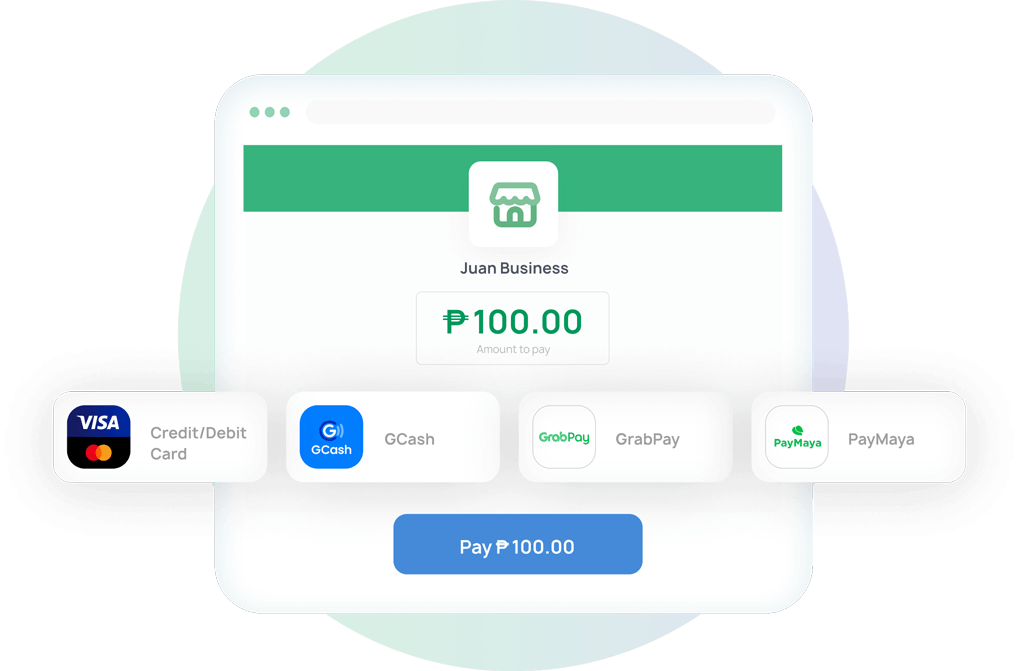 Juan Business
₱100.00
Amount to pay
VISA
Credit/Debit
Card
GCash
GCash
GrabPay
GrabPay
PayMaya
PayMaya
Pay ₱100.00